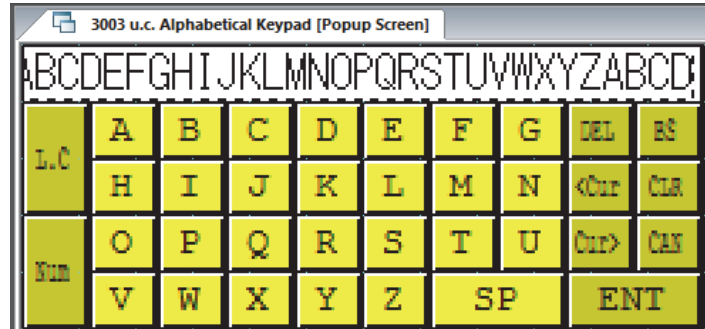 3003 u.c. Alphabetical Keypad [Popup Screen]
ABCDEFGHIJKLMNOPQRSTUVWXYZABCD
L.C A B C D E F G DEL BS
H I J K L M N <Cur CLR
Num O P Q R S T U Cur> CAN
V W X Y Z SP ENT